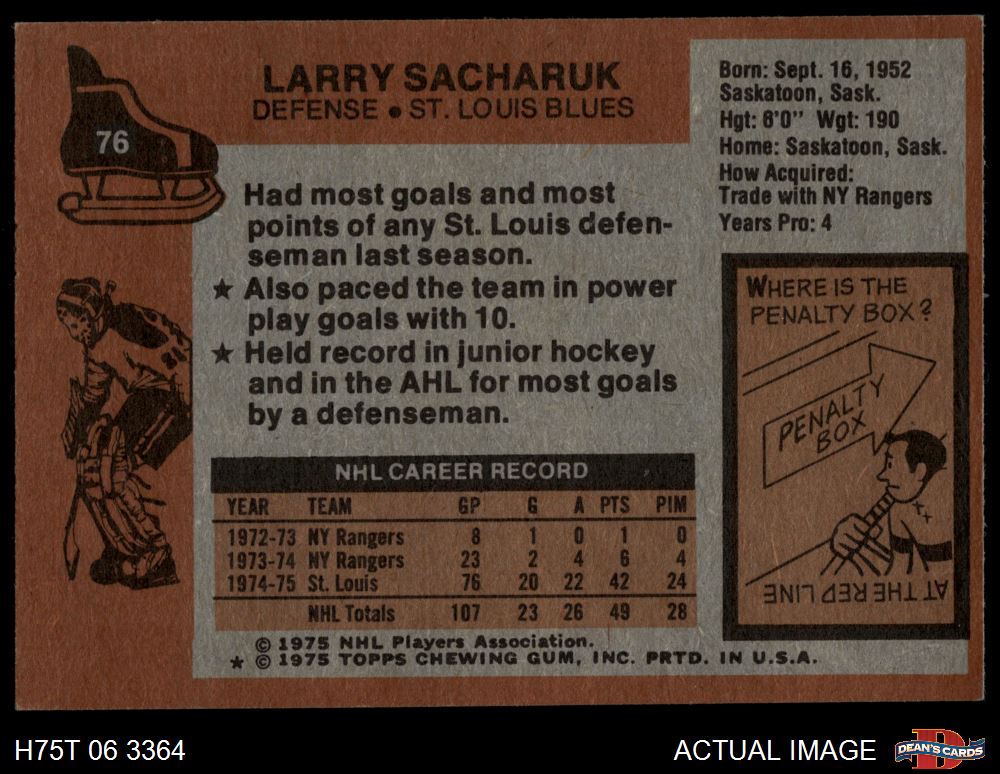 76
LARRY SACHARUK
DEFENSE • ST. LOUIS BLUES
Born: Sept. 16, 1952
Saskatoon, Sask.
Hgt: 6'0" Wgt: 190
Home: Saskatoon, Sask.
How Acquired:
Trade with NY Rangers
Years Pro: 4
Had most goals and most
points of any St. Louis defen-
seman last season.
★ Also paced the team in power
play goals with 10.
★ Held record in junior hockey
and in the AHL for most goals
by a defenseman.
WHERE IS THE
PENALTY BOX?
PENALTY
BOX
AT THE RED LINE
NHL CAREER RECORD
YEAR TEAM GP G A PTS PIM
1972-73 NY Rangers 8 1 0 1 0
1973-74 NY Rangers 23 2 4 6 4
1974-75 St. Louis 76 20 22 42 24
NHL Totals 107 23 26 49 28
© 1975 NHL Players Association.
★ © 1975 TOPPS CHEWING GUM, INC. PRTD. IN U.S.A.
H75T 06 3364
ACTUAL IMAGE
D
DEAN'S CARDS